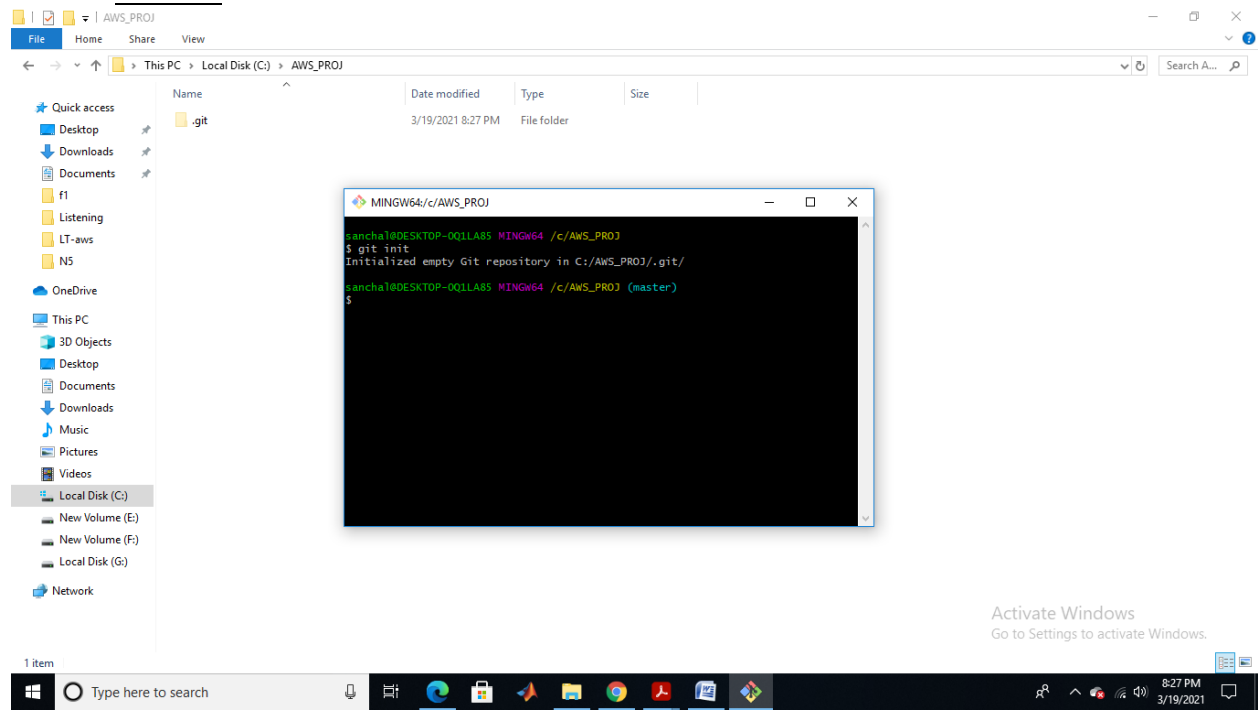 AWS_PROJ
File Home Share View
This PC Local Disk (C:) AWS_PROJ
Search A...
Name Date modified Type Size
.git 3/19/2021 8:27 PM File folder
Quick access
Desktop
Downloads
Documents
f1
Listening
LT-aws
N5
OneDrive
This PC
3D Objects
Desktop
Documents
Downloads
Music
Pictures
Videos
Local Disk (C:)
New Volume (E:)
New Volume (F:)
Local Disk (G:)
Network
MINGW64:/c/AWS_PROJ
sanchal@DESKTOP-0Q1LA85 MINGW64 /c/AWS_PROJ
$ git init
Initialized empty Git repository in C:/AWS_PROJ/.git/
sanchal@DESKTOP-0Q1LA85 MINGW64 /c/AWS_PROJ (master)
$
Activate Windows
Go to Settings to activate Windows.
1 item
Type here to search
8:27 PM
3/19/2021